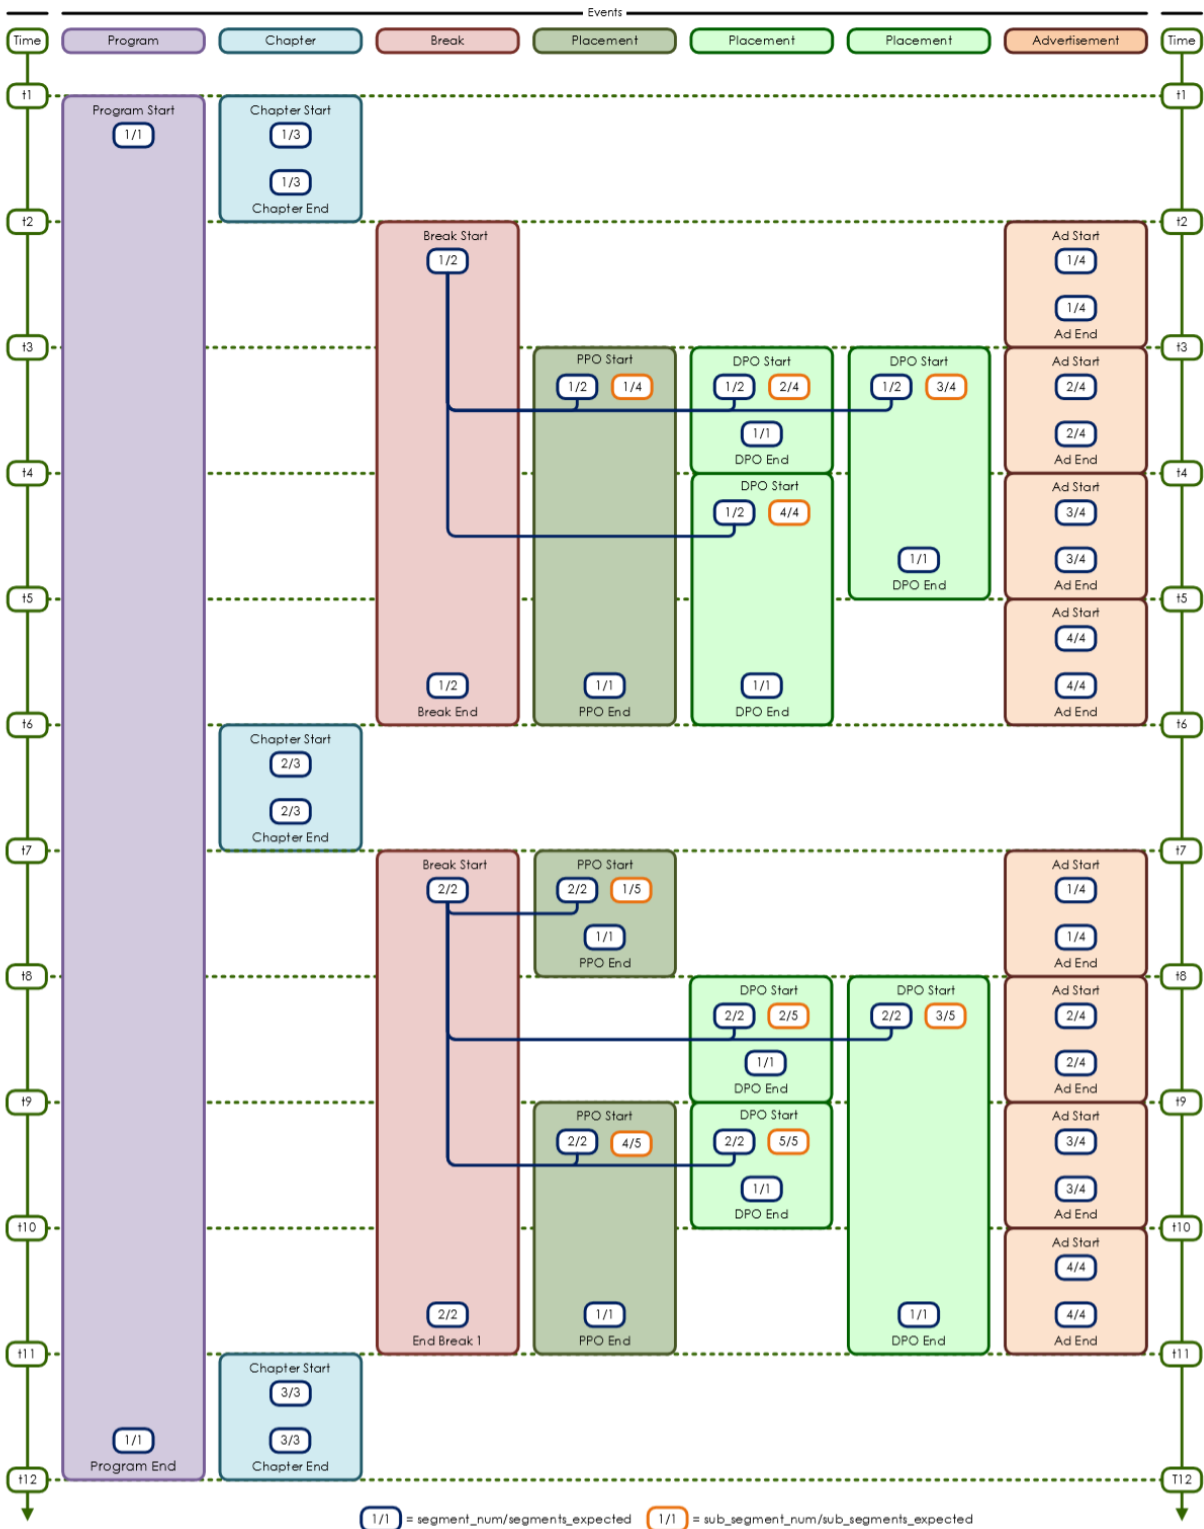 Events
Time Program Chapter Break Placement Placement Placement Advertisement Time
t1 t1
Program Start Chapter Start
1/1 1/3
1/3
Chapter End
t2 t2
Break Start Ad Start
1/2 1/4
1/4
Ad End
t3 t3
PPO Start DPO Start DPO Start Ad Start
1/2 1/4 1/2 2/4 1/2 3/4 2/4
1/1 2/4
DPO End Ad End
t4 t4
DPO Start Ad Start
1/2 4/4 3/4
1/1 3/4
DPO End Ad End
t5 t5
Ad Start
4/4
1/2 1/1 1/1 4/4
Break End PPO End DPO End Ad End
t6 t6
Chapter Start
2/3
2/3
Chapter End
t7 t7
Break Start PPO Start Ad Start
2/2 2/2 1/5 1/4
1/1 1/4
PPO End Ad End
t8 t8
DPO Start DPO Start Ad Start
2/2 2/5 2/2 3/5 2/4
1/1 2/4
DPO End Ad End
t9 t9
PPO Start DPO Start Ad Start
2/2 4/5 2/2 5/5 3/4
1/1 3/4
DPO End Ad End
t10 t10
Ad Start
4/4
2/2 1/1 1/1 4/4
End Break 1 PPO End DPO End Ad End
t11 t11
Chapter Start
3/3
1/1 3/3
Program End Chapter End
t12 T12
1/1 = segment_num/segments_expected 1/1 = sub_segment_num/sub_segments_expected